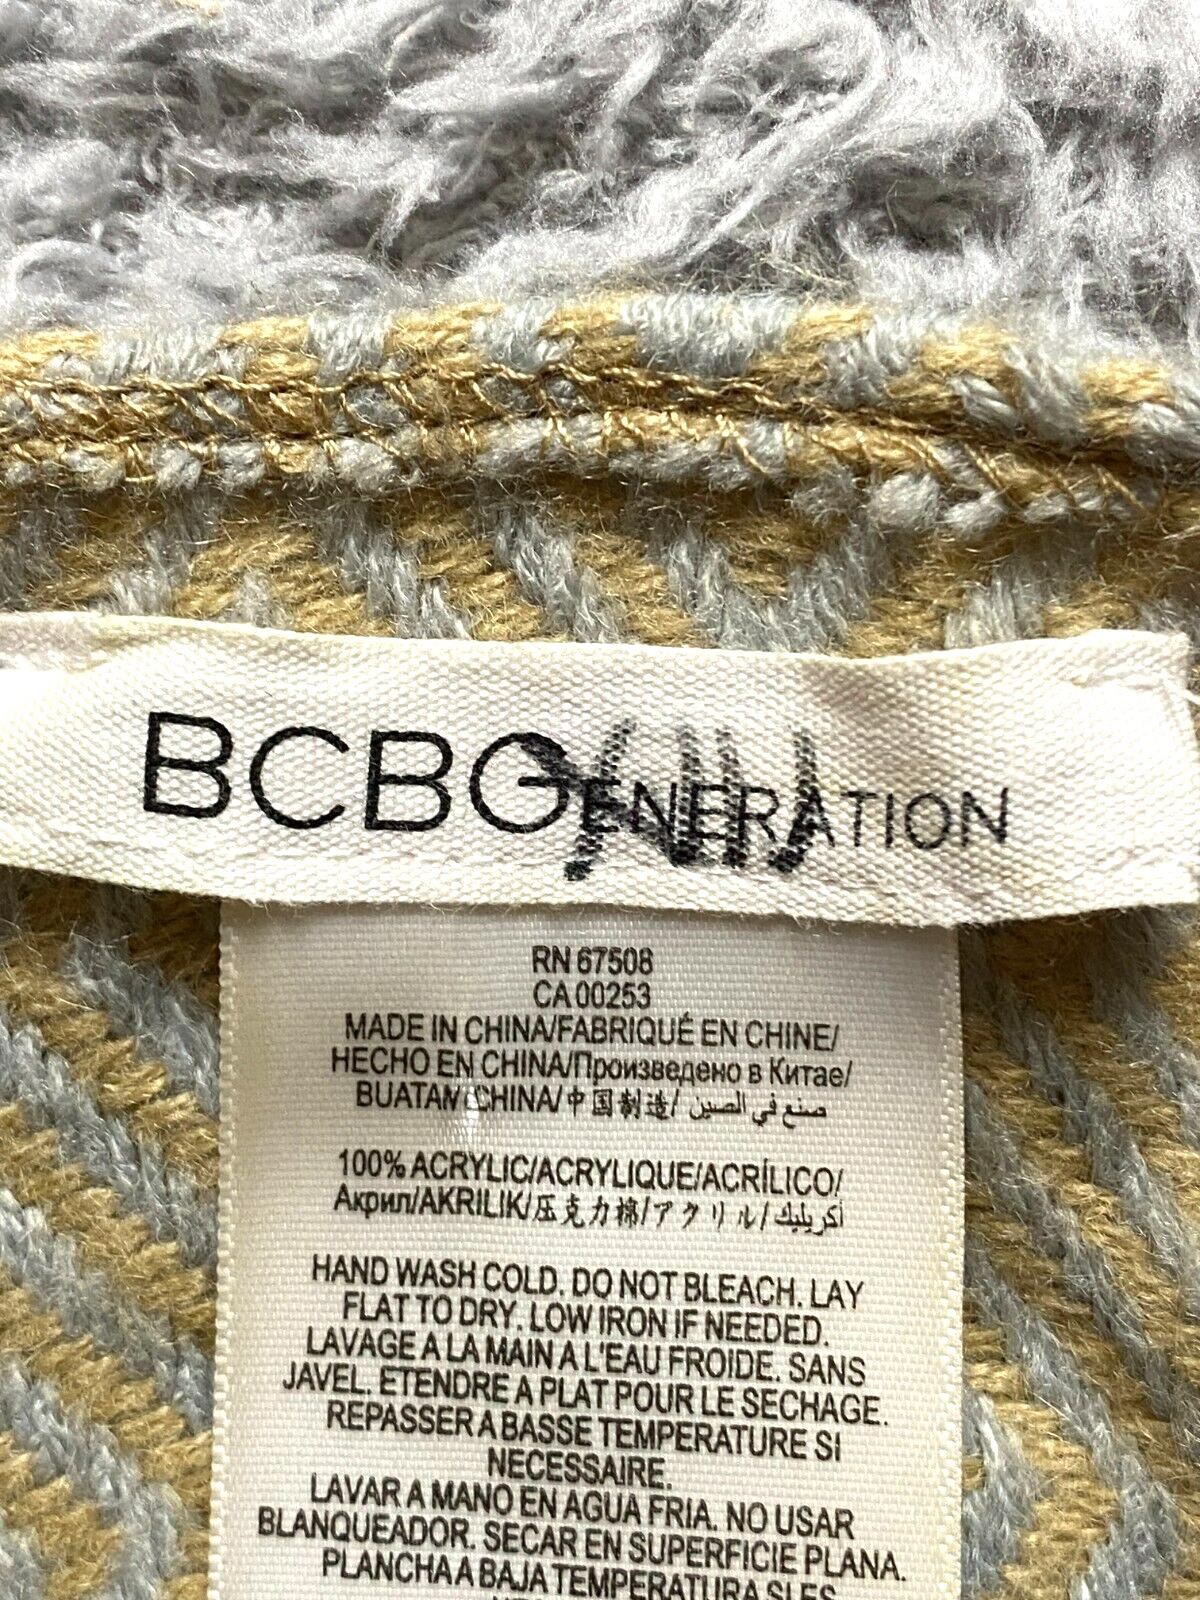 BCBGENERATION
RN 67508
CA 00253
MADE IN CHINA/FABRIQUÉ EN CHINE/
HECHO EN CHINA/Произведено в Китае/
BUATAN CHINA/中国制造/ صنع في الصين
100% ACRYLIC/ACRYLIQUE/ACRÍLICO/
Акрил/AKRILIK/压克力棉/アクリル/أكريليك
HAND WASH COLD. DO NOT BLEACH. LAY
FLAT TO DRY. LOW IRON IF NEEDED.
LAVAGE A LA MAIN A L'EAU FROIDE. SANS
JAVEL. ETENDRE A PLAT POUR LE SECHAGE.
REPASSER A BASSE TEMPERATURE SI
NECESSAIRE.
LAVAR A MANO EN AGUA FRIA. NO USAR
BLANQUEADOR. SECAR EN SUPERFICIE PLANA.
PLANCHA A BAJA TEMPERATURA SI ES